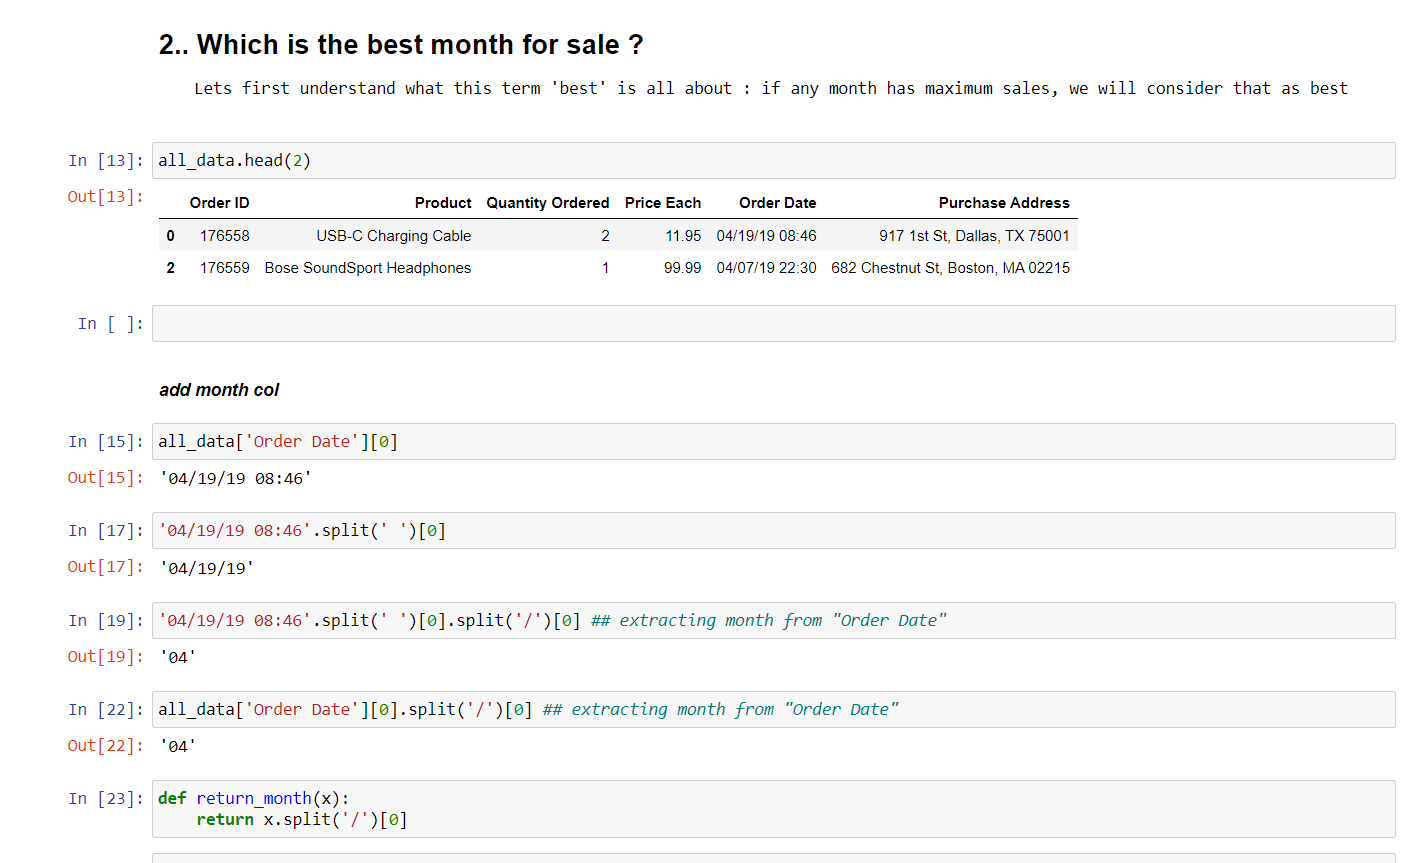 2.. Which is the best month for sale ?
Lets first understand what this term 'best' is all about : if any month has maximum sales, we will consider that as best
In [13]: all_data.head(2)
Out[13]:
Order ID Product Quantity Ordered Price Each Order Date Purchase Address
0 176558 USB-C Charging Cable 2 11.95 04/19/19 08:46 917 1st St, Dallas, TX 75001
2 176559 Bose SoundSport Headphones 1 99.99 04/07/19 22:30 682 Chestnut St, Boston, MA 02215
In [ ]:
add month col
In [15]: all_data['Order Date'][0]
Out[15]: '04/19/19 08:46'
In [17]: '04/19/19 08:46'.split(' ')[0]
Out[17]: '04/19/19'
In [19]: '04/19/19 08:46'.split(' ')[0].split('/')[0] ## extracting month from "Order Date"
Out[19]: '04'
In [22]: all_data['Order Date'][0].split('/')[0] ## extracting month from "Order Date"
Out[22]: '04'
In [23]: def return_month(x):
return x.split('/')[0]